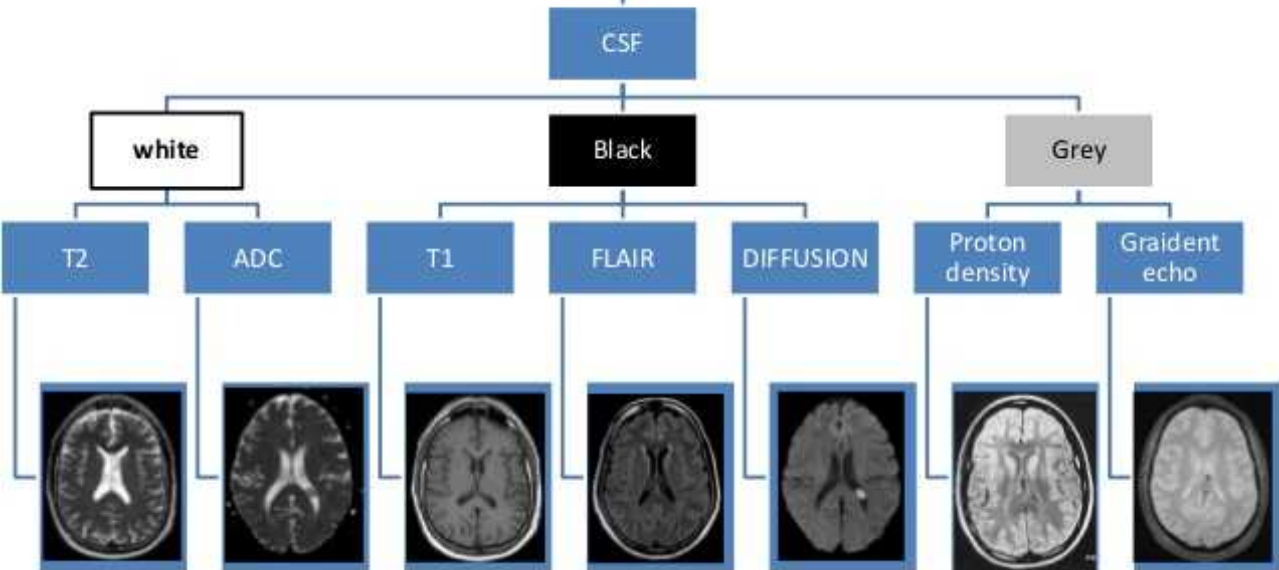 CSF
white
Black
Grey
T2
ADC
T1
FLAIR
DIFFUSION
Proton
density
Graident
echo